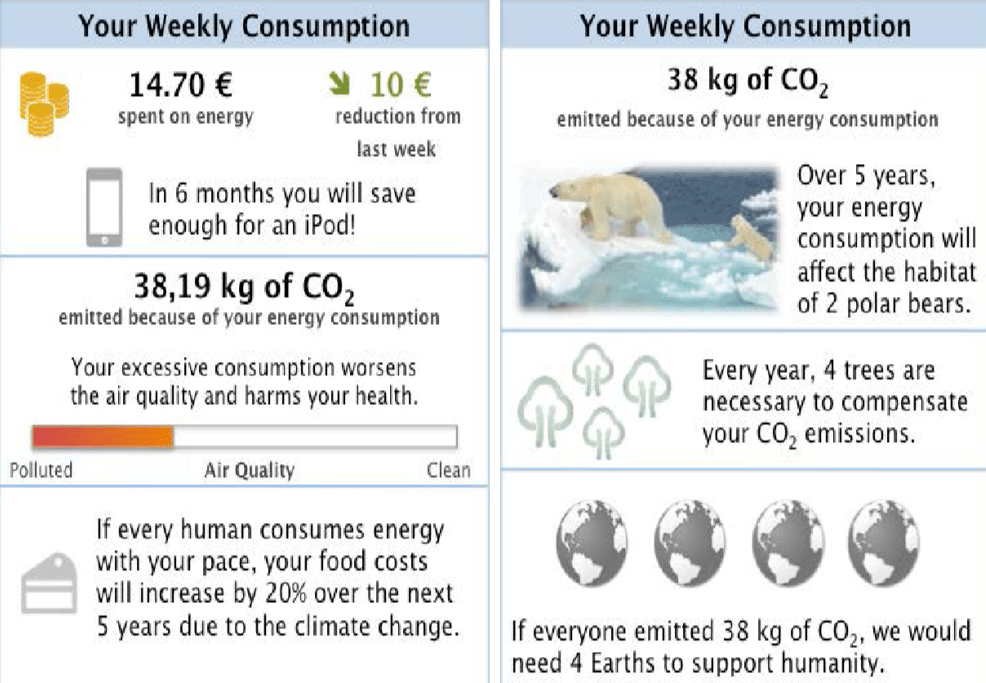 Your Weekly Consumption
14.70 €
spent on energy
10 €
reduction from
last week
In 6 months you will save
enough for an iPod!
38,19 kg of CO₂
emitted because of your energy consumption
Your excessive consumption worsens
the air quality and harms your health.
Polluted Air Quality Clean
If every human consumes energy
with your pace, your food costs
will increase by 20% over the next
5 years due to the climate change.
Your Weekly Consumption
38 kg of CO₂
emitted because of your energy consumption
Over 5 years,
your energy
consumption will
affect the habitat
of 2 polar bears.
Every year, 4 trees are
necessary to compensate
your CO₂ emissions.
If everyone emitted 38 kg of CO₂, we would
need 4 Earths to support humanity.